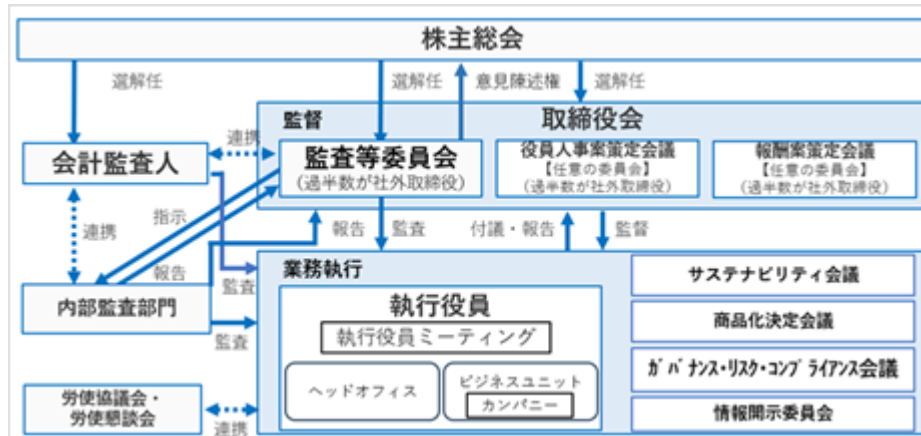 株主総会
選解任
選解任
意見陳述権
選解任
監督
取締役会
連携
会計監査人
監査等委員会
(過半数が社外取締役)
役員人事案策定会議
【任意の委員会】
(過半数が社外取締役)
報酬案策定会議
【任意の委員会】
(過半数が社外取締役)
指示
連携
報告
報告
監査
付議・報告
監督
内部監査部門
監査
監査
業務執行
執行役員
執行役員ミーティング
ヘッドオフィス
ビジネスユニット
カンパニー
サステナビリティ会議
商品化決定会議
ガバナンス・リスク・コンプライアンス会議
情報開示委員会
労使協議会・
労使懇談会
連携